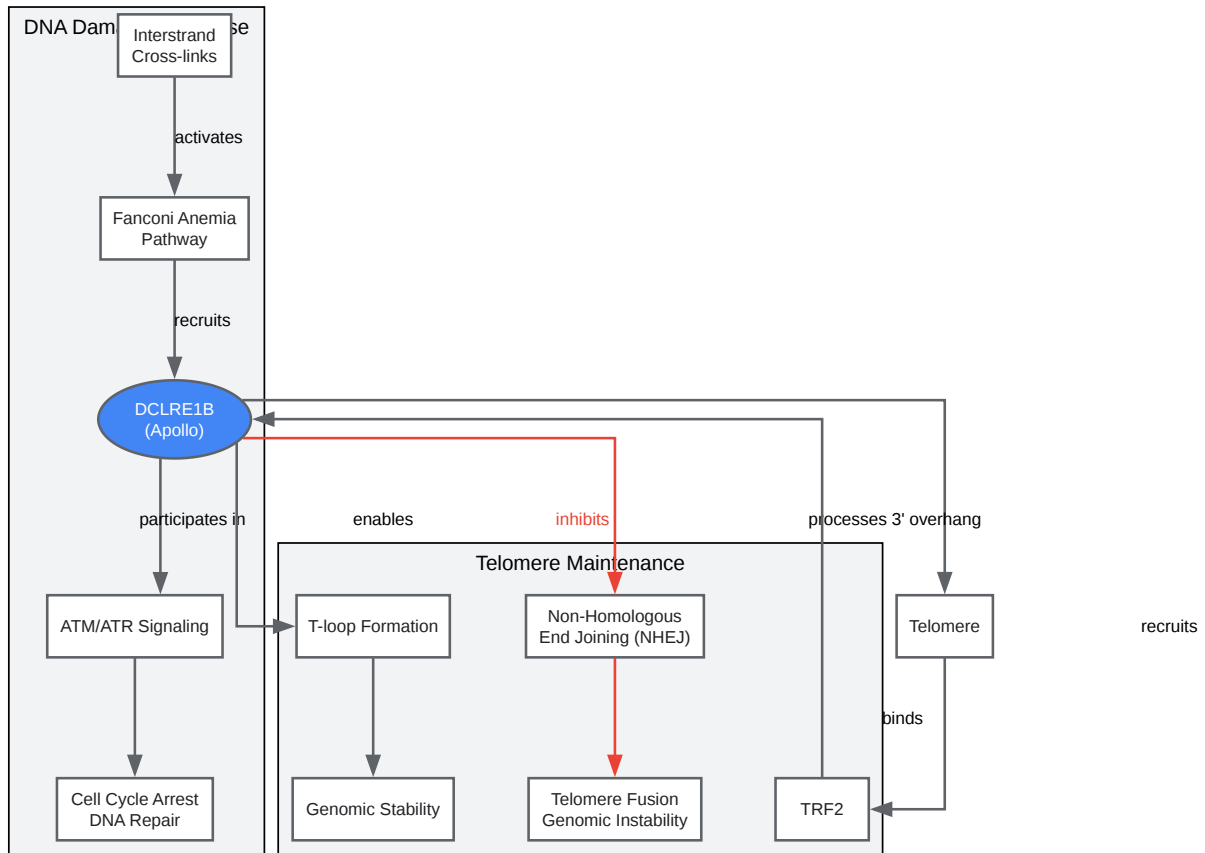 DNA Dam
se
Interstrand
Cross-links
activates
Fanconi Anemia
Pathway
recruits
DCLRE1B
(Apollo)
participates in
enables
inhibits
processes 3' overhang
Telomere Maintenance
ATM/ATR Signaling
T-loop Formation
Non-Homologous
End Joining (NHEJ)
Telomere
recruits
binds
Cell Cycle Arrest
DNA Repair
Genomic Stability
Telomere Fusion
Genomic Instability
TRF2